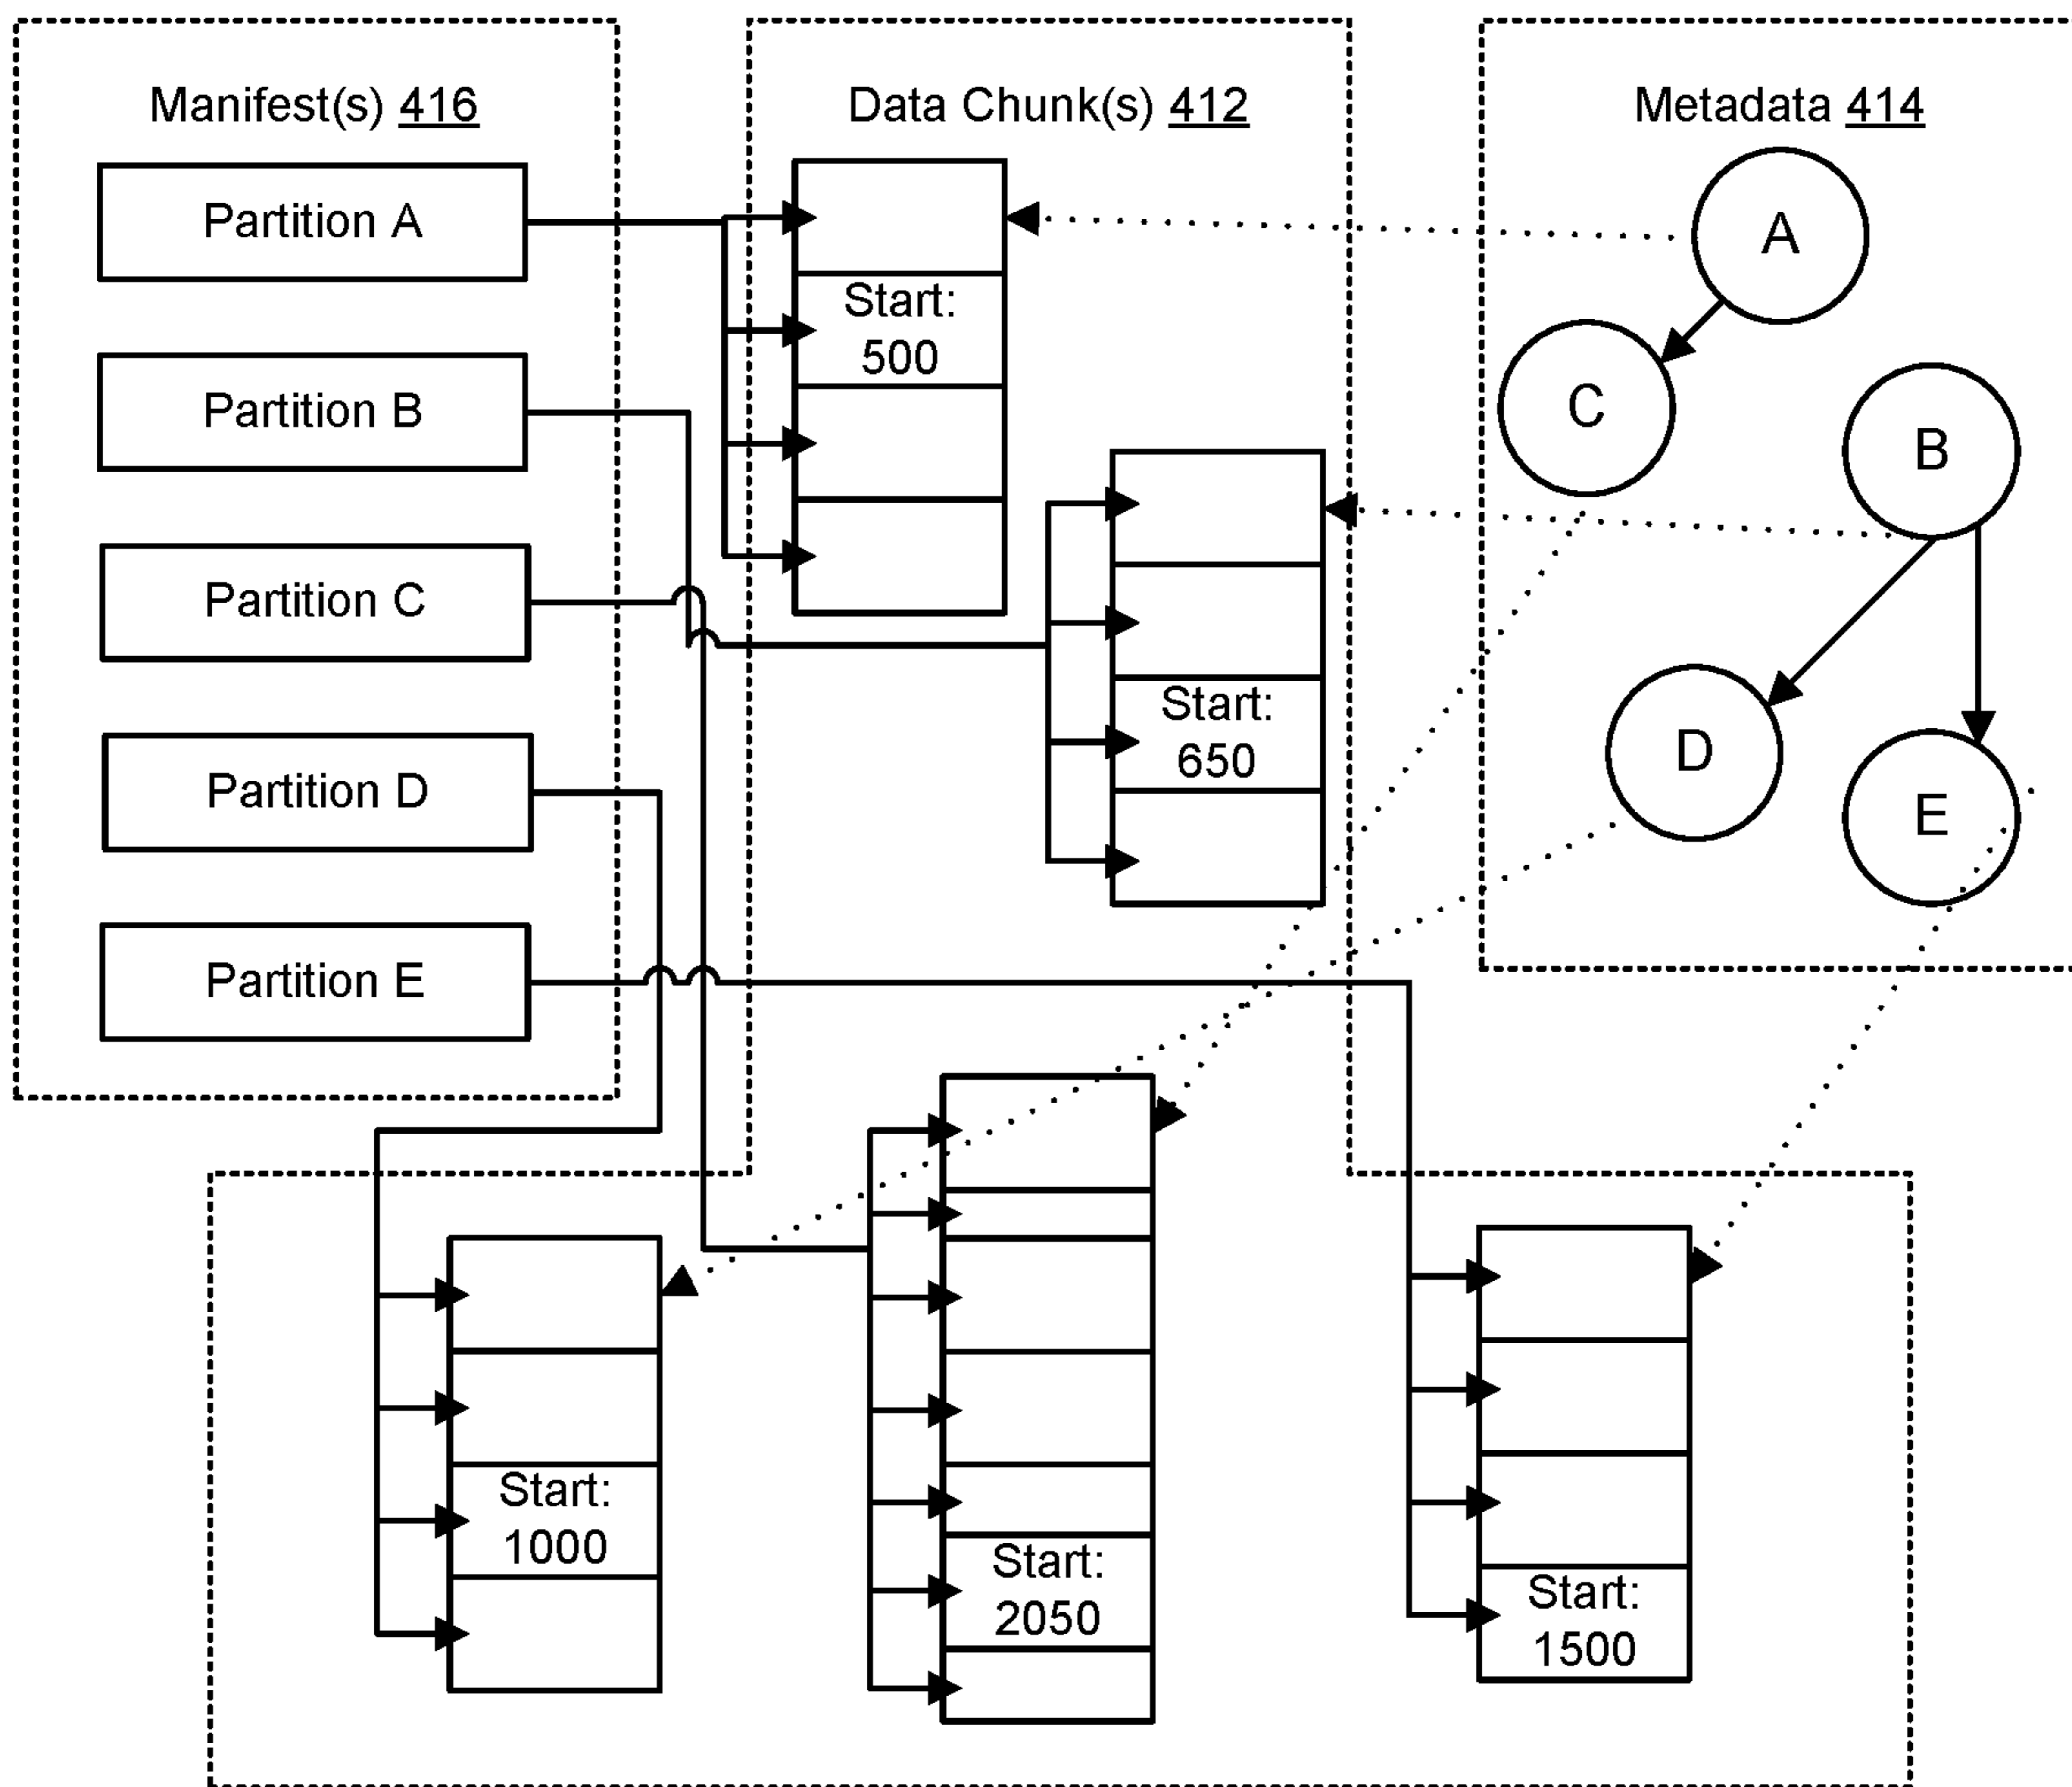 Manifest(s) 416
Partition A
Partition B
Partition C
Partition D
Partition E
Data Chunk(s) 412
Start:
500
Start:
650
Start:
1000
Start:
2050
Start:
1500
Metadata 414
A
C
B
D
E